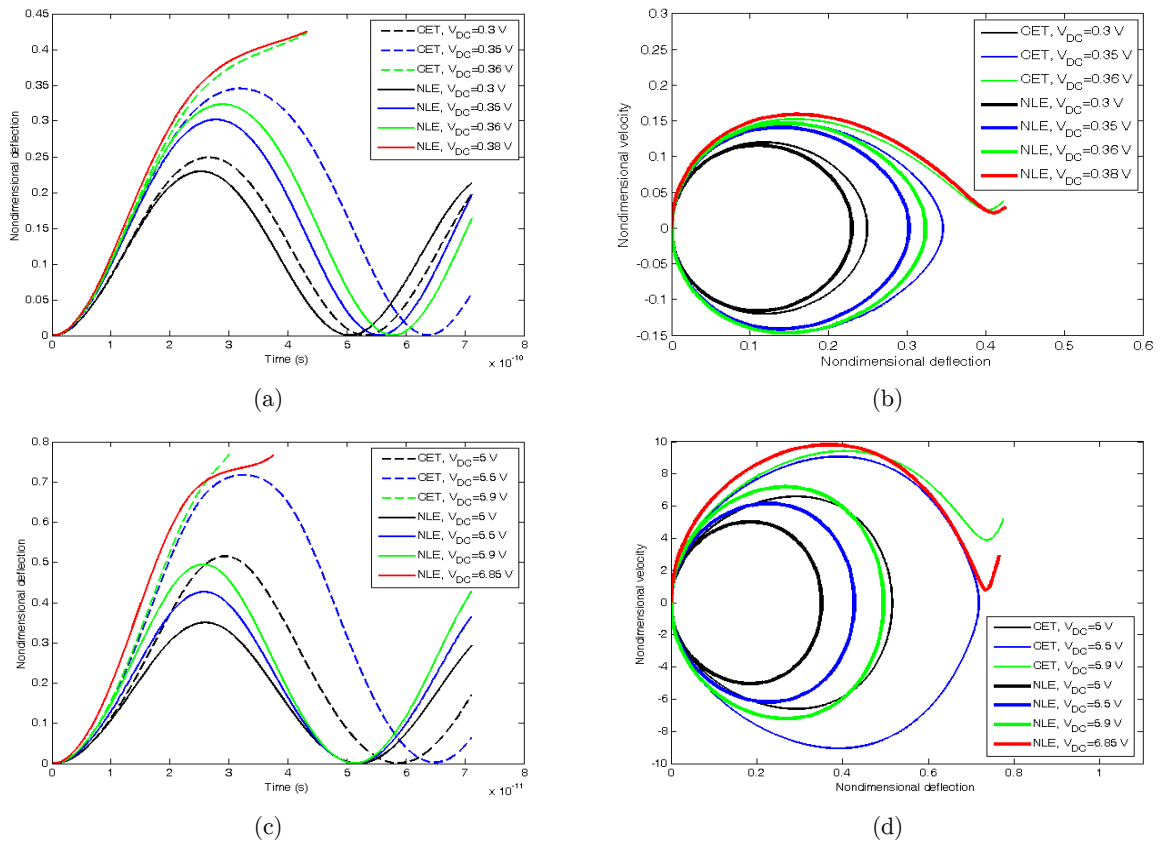 0.45
0.4
0.35
0.3
0.25
0.2
0.15
0.1
0.05
0
Nondimensional deflection
0 1 2 3 4 5 6 7 8
Time (s)
x 10⁻¹⁰
CET, V_DC=0.3 V
CET, V_DC=0.35 V
CET, V_DC=0.36 V
NLE, V_DC=0.3 V
NLE, V_DC=0.35 V
NLE, V_DC=0.36 V
NLE, V_DC=0.38 V
(a)
0.3
0.25
0.2
0.15
0.1
0.05
0
-0.05
-0.1
-0.15
Nondimensional velocity
0 0.1 0.2 0.3 0.4 0.5 0.6
Nondimensional deflection
CET, V_DC=0.3 V
CET, V_DC=0.35 V
CET, V_DC=0.36 V
NLE, V_DC=0.3 V
NLE, V_DC=0.35 V
NLE, V_DC=0.36 V
NLE, V_DC=0.38 V
(b)
0.8
0.7
0.6
0.5
0.4
0.3
0.2
0.1
0
Nondimensional deflection
0 1 2 3 4 5 6 7 8
Time (s)
x 10⁻¹¹
CET, V_DC=5 V
CET, V_DC=5.5 V
CET, V_DC=5.9 V
NLE, V_DC=5 V
NLE, V_DC=5.5 V
NLE, V_DC=5.9 V
NLE, V_DC=6.85 V
(c)
10
8
6
4
2
0
-2
-4
-6
-8
-10
Nondimensional velocity
0 0.2 0.4 0.6 0.8 1
Nondimensional deflection
CET, V_DC=5 V
CET, V_DC=5.5 V
CET, V_DC=5.9 V
NLE, V_DC=5 V
NLE, V_DC=5.5 V
NLE, V_DC=5.9 V
NLE, V_DC=6.85 V
(d)